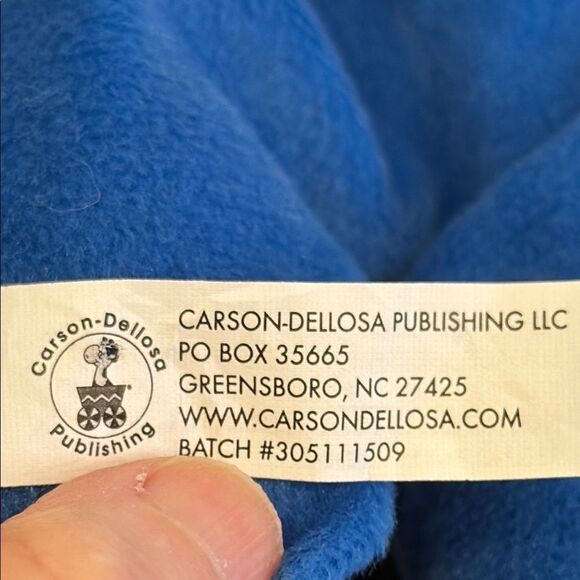 Carson-Dellosa
Publishing
CARSON-DELLOSA PUBLISHING LLC
PO BOX 35665
GREENSBORO, NC 27425
WWW.CARSONDELLOSA.COM
BATCH #305111509